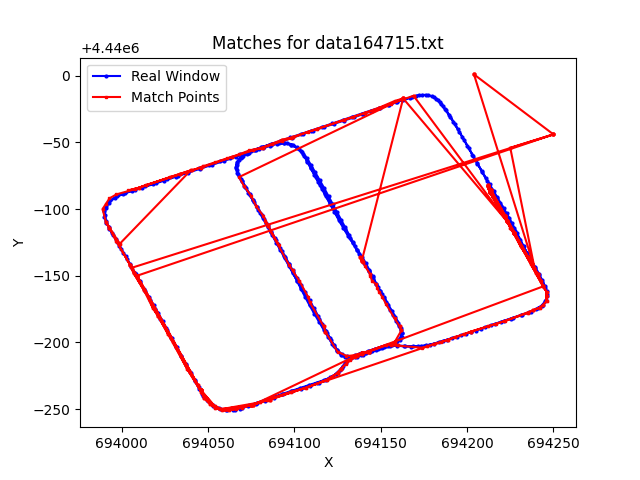 Matches for data164715.txt
+4.44e6
Real Window
Match Points
0
−50
−100
−150
−200
−250
Y
694000 694050 694100 694150 694200 694250
X